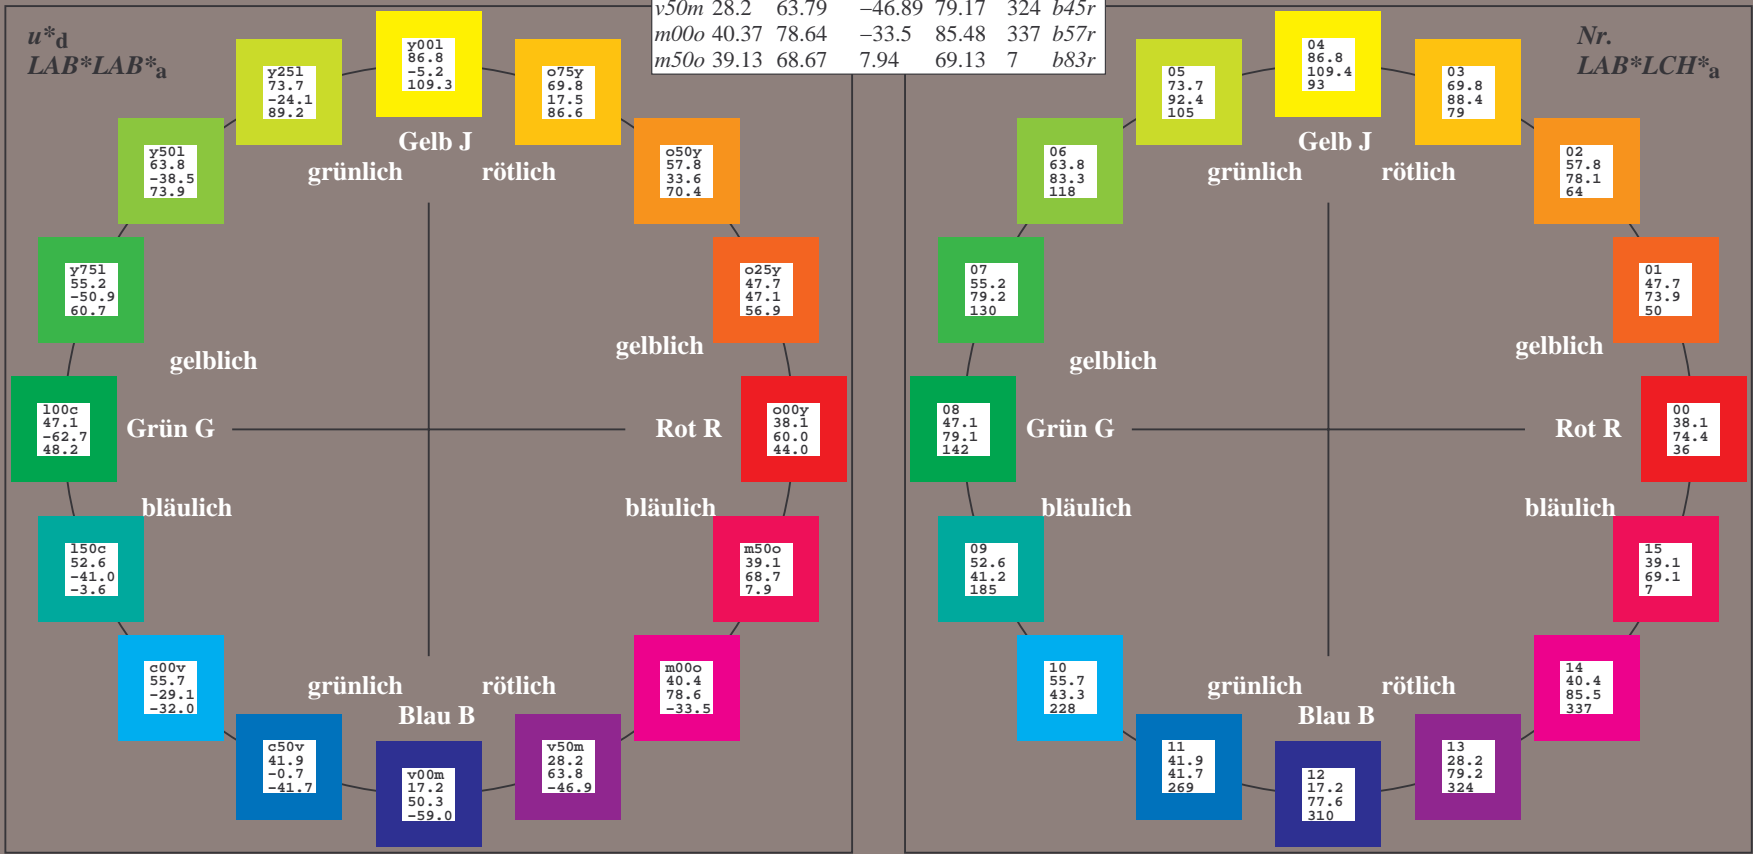 v50m 28.2 63.79 −46.89 79.17 324 b45r
m00o 40.37 78.64 −33.5 85.48 337 b57r
m50o 39.13 68.67 7.94 69.13 7 b83r
u*d
LAB*LAB*a
y00l
86.8
-5.2
109.3
y25l
73.7
-24.1
89.2
o75y
69.8
17.5
86.6
Gelb J
grünlich rötlich
y50l
63.8
-38.5
73.9
o50y
57.8
33.6
70.4
y75l
55.2
-50.9
60.7
o25y
47.7
47.1
56.9
gelblich
gelblich
l00c
47.1
-62.7
48.2
Grün G
Rot R
o00y
38.1
60.0
44.0
bläulich
bläulich
l50c
52.6
-41.0
-3.6
m50o
39.1
68.7
7.9
c00v
55.7
-29.1
-32.0
m00o
40.4
78.6
-33.5
grünlich rötlich
Blau B
c50v
41.9
-0.7
-41.7
v00m
17.2
50.3
-59.0
v50m
28.2
63.8
-46.9
Nr.
LAB*LCH*a
04
86.8
109.4
93
05
73.7
92.4
105
03
69.8
88.4
79
Gelb J
grünlich rötlich
06
63.8
83.3
118
02
57.8
78.1
64
07
55.2
79.2
130
01
47.7
73.9
50
gelblich
gelblich
08
47.1
79.1
142
Grün G
Rot R
00
38.1
74.4
36
bläulich
bläulich
09
52.6
41.2
185
15
39.1
69.1
7
10
55.7
43.3
228
14
40.4
85.5
337
grünlich rötlich
Blau B
11
41.9
41.7
269
12
17.2
77.6
310
13
28.2
79.2
324